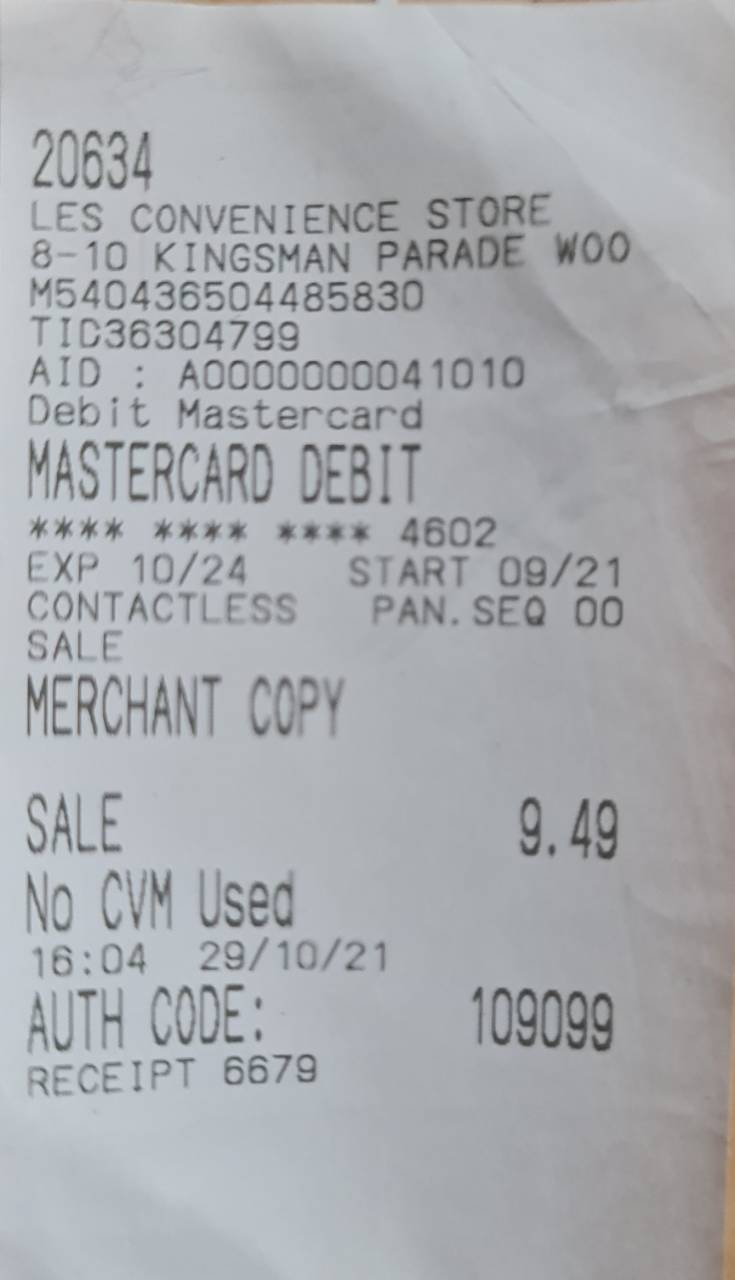 20634
LES CONVENIENCE STORE
8-10 KINGSMAN PARADE WOO
M540436504485830
TID36304799
AID : A0000000041010
Debit Mastercard
MASTERCARD DEBIT
**** **** **** 4602
EXP 10/24 START 09/21
CONTACTLESS PAN.SEQ 00
SALE
MERCHANT COPY
SALE 9.49
No CVM Used
16:04 29/10/21
AUTH CODE: 109099
RECEIPT 6679